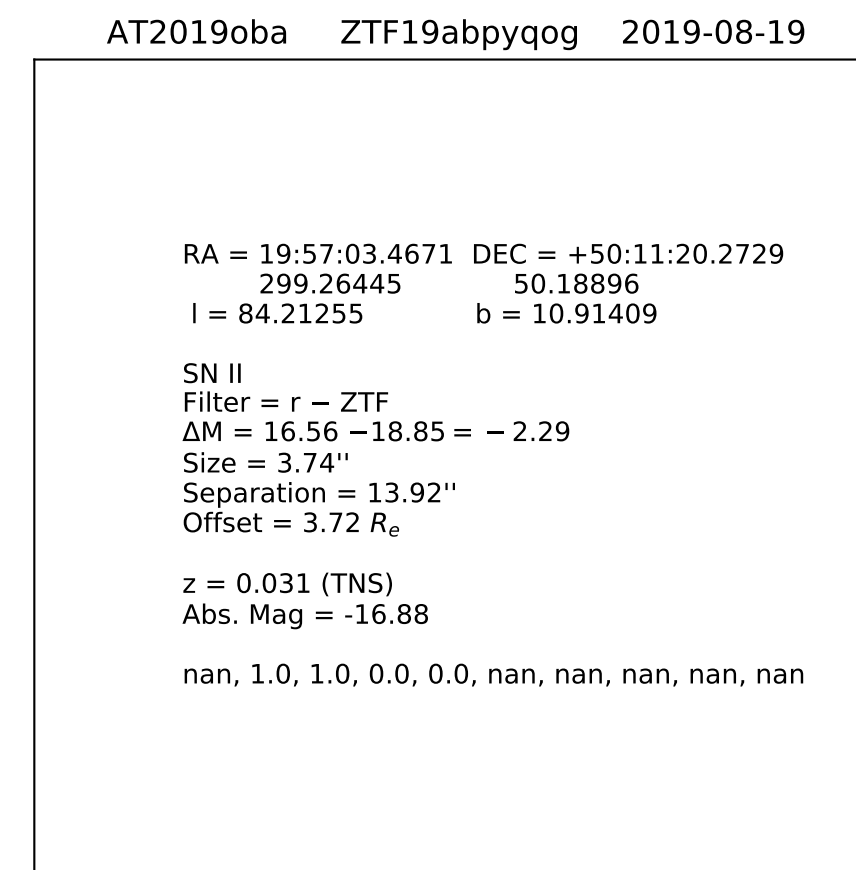 AT2019oba ZTF19abpyqog 2019-08-19
RA = 19:57:03.4671 DEC = +50:11:20.2729
299.26445 50.18896
l = 84.21255 b = 10.91409
SN II
Filter = r − ZTF
ΔM = 16.56 −18.85 = − 2.29
Size = 3.74''
Separation = 13.92''
Offset = 3.72 Rₑ
z = 0.031 (TNS)
Abs. Mag = -16.88
nan, 1.0, 1.0, 0.0, 0.0, nan, nan, nan, nan, nan